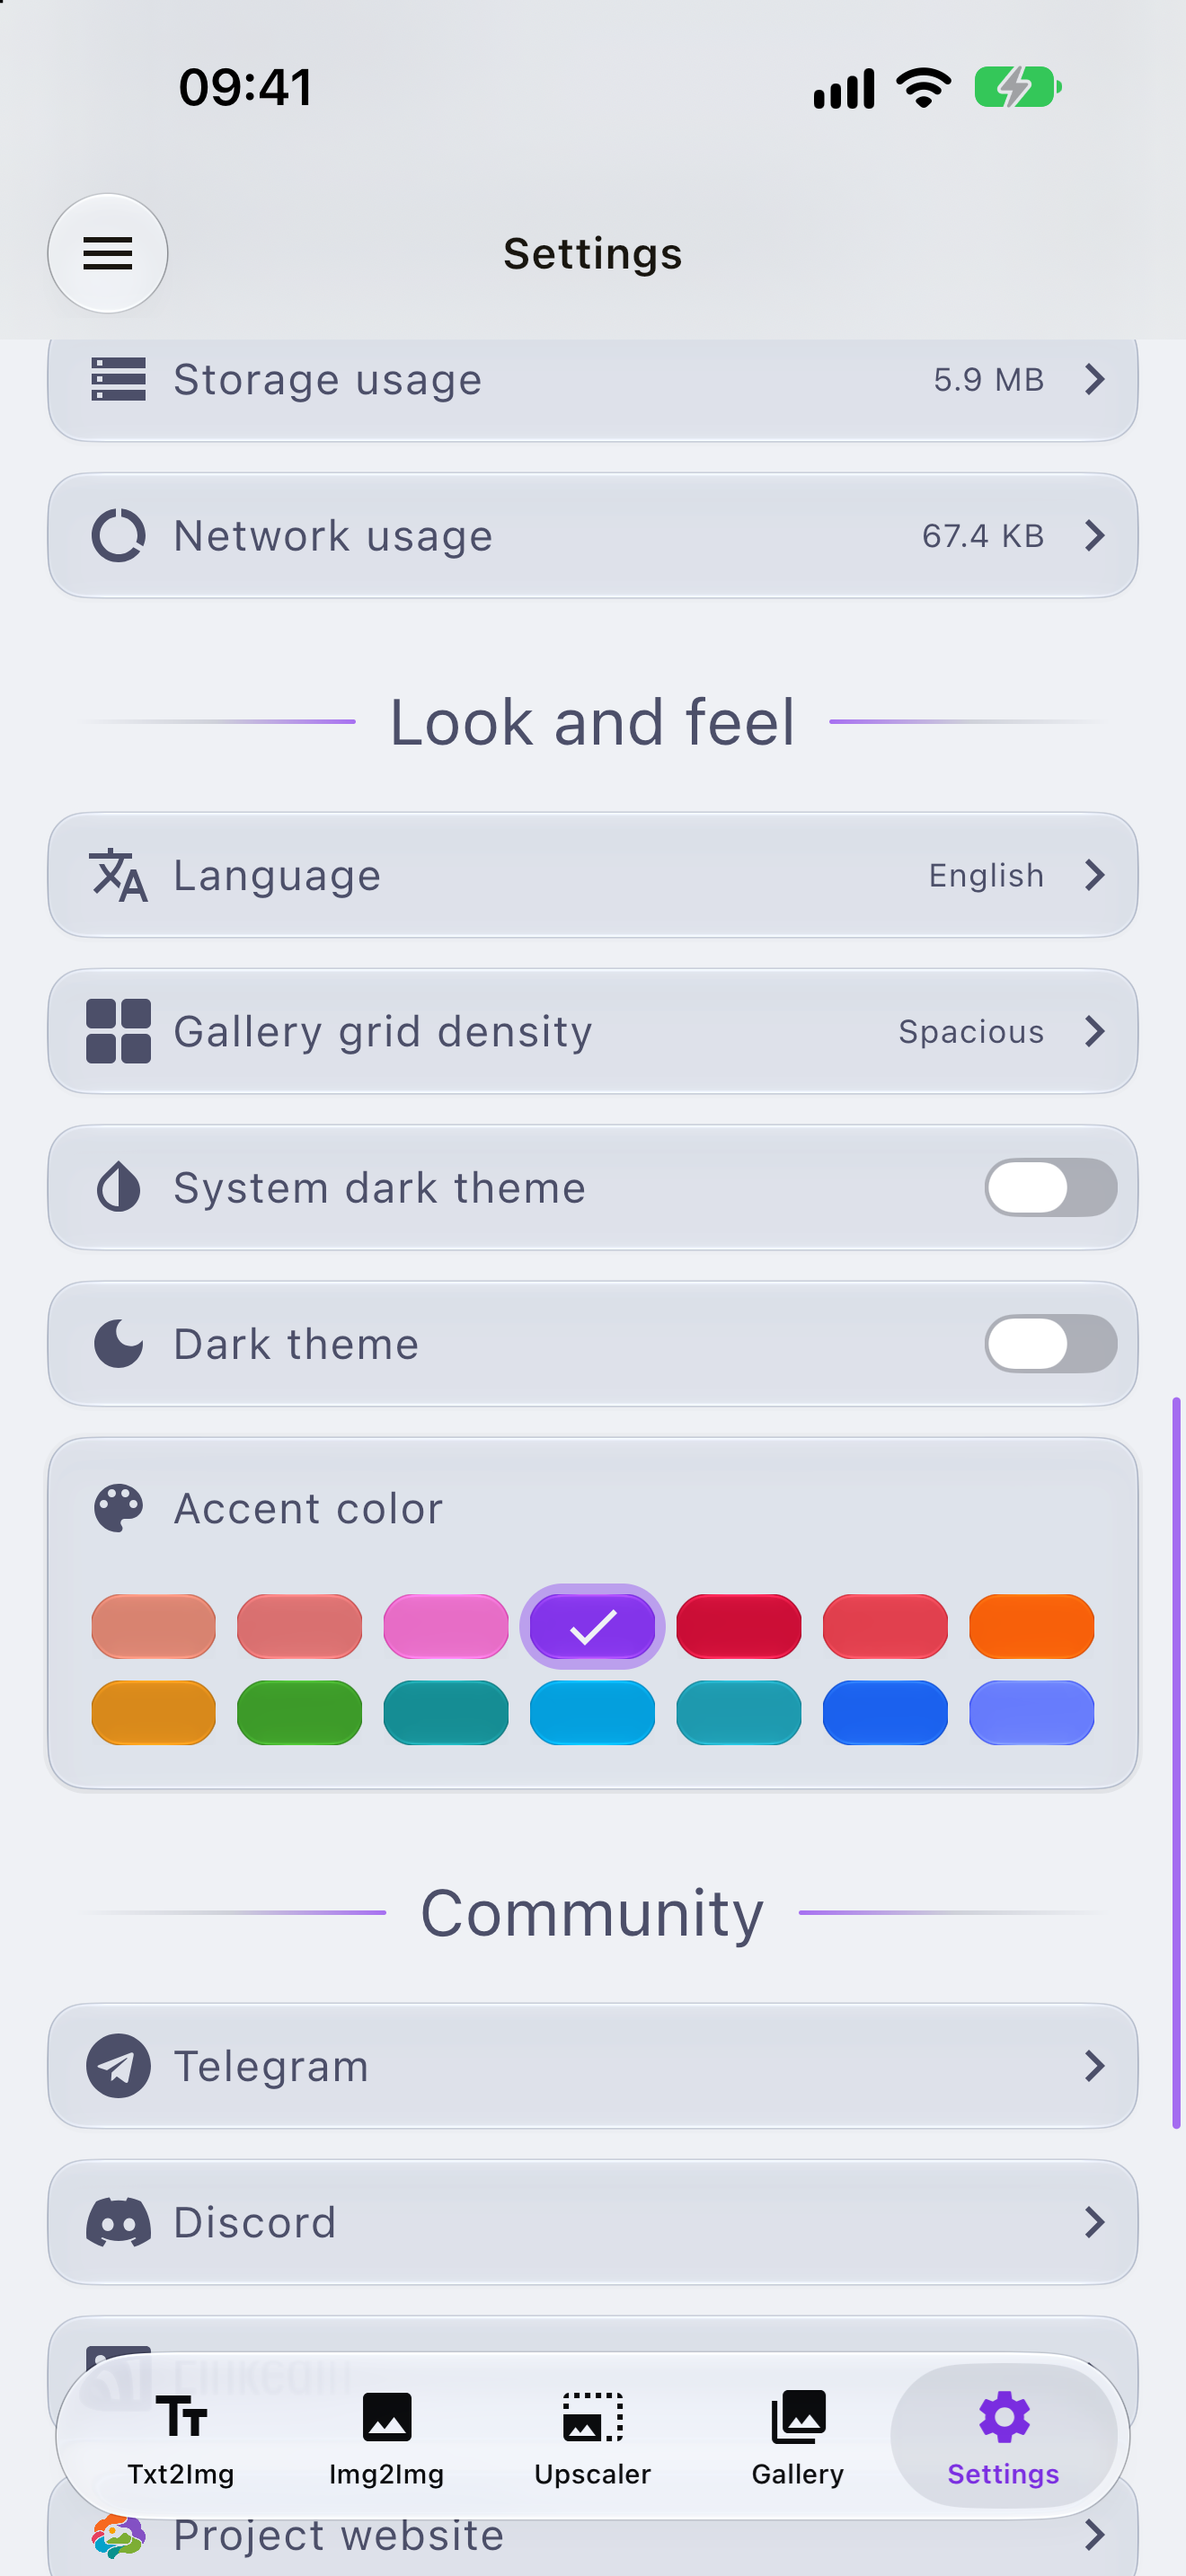 09:41
Settings
Storage usage 5.9 MB
Network usage 67.4 KB
Look and feel
Language English
Gallery grid density Spacious
System dark theme
Dark theme
Accent color
Community
Telegram
Discord
Txt2Img Img2Img Upscaler Gallery Settings
Project website